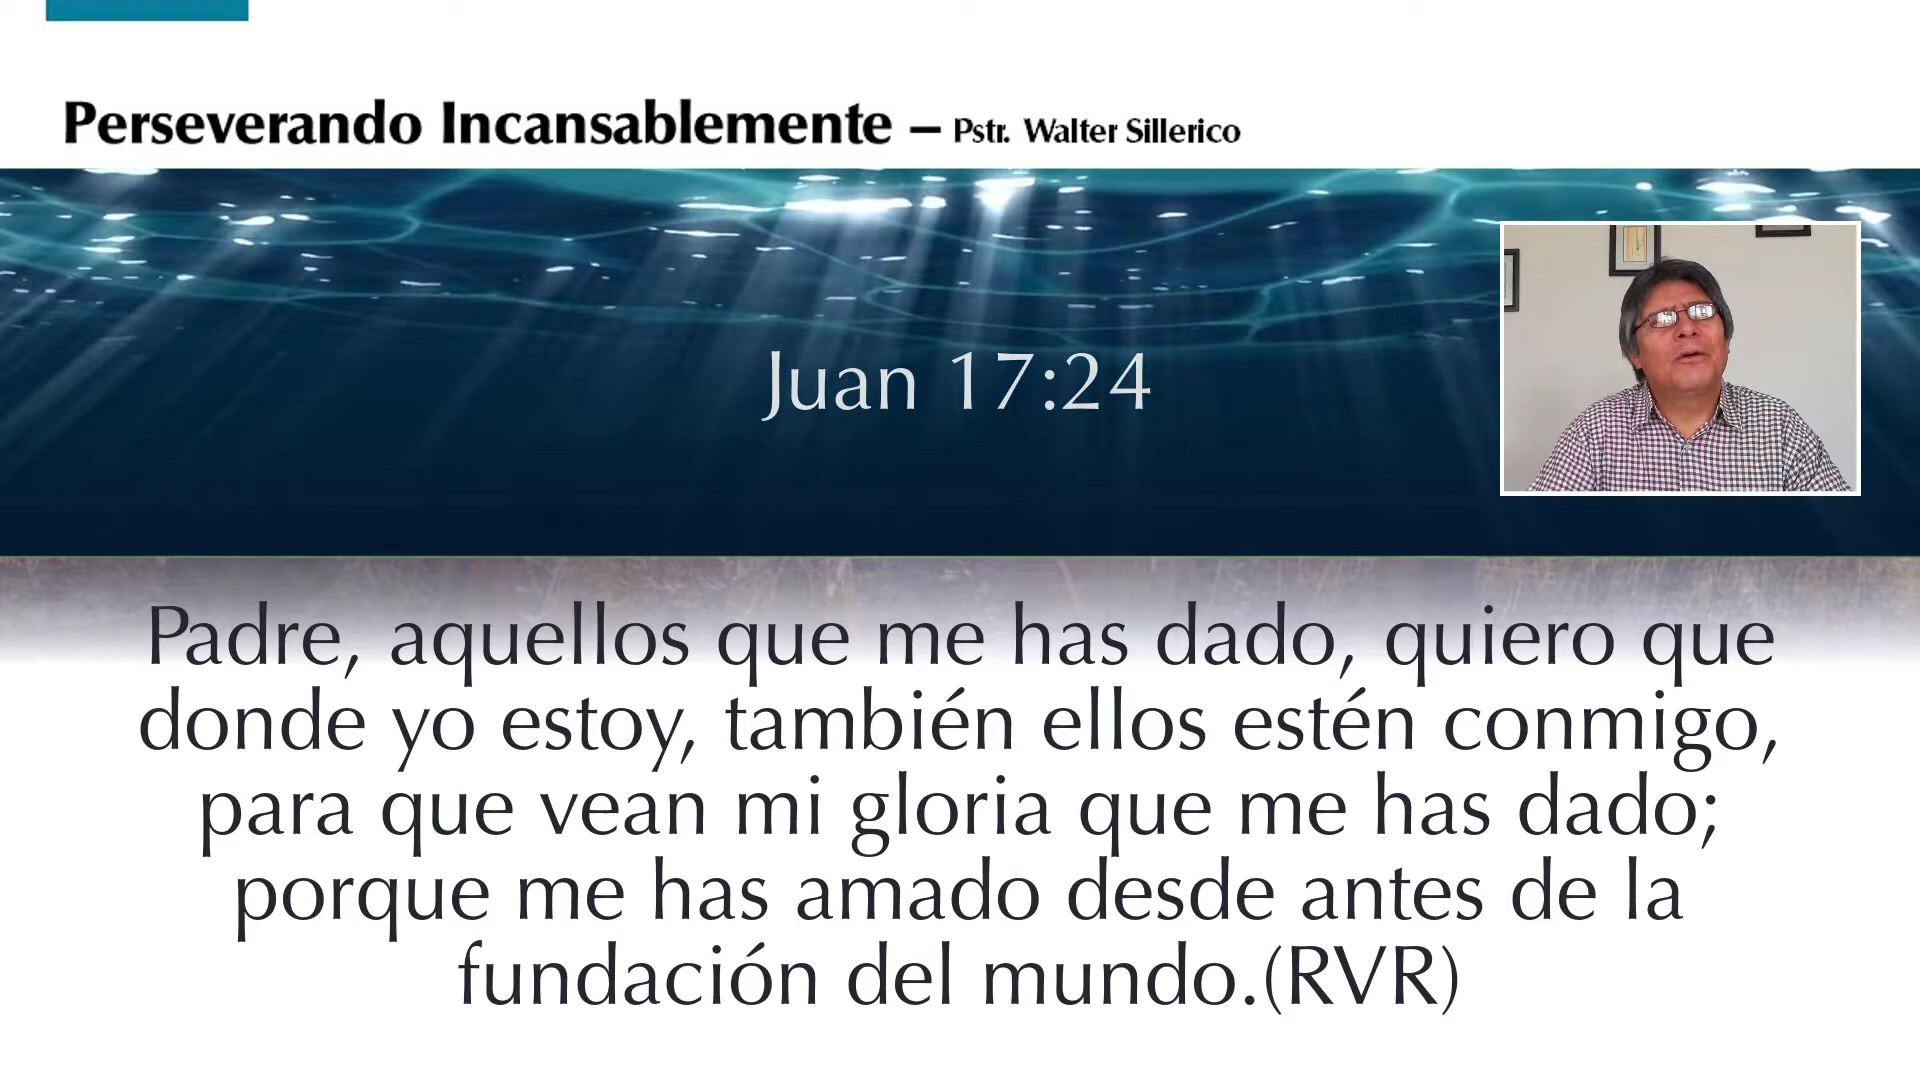 Perseverando Incansablemente – Pstr. Walter Sillerico
Juan 17:24
Padre, aquellos que me has dado, quiero que
donde yo estoy, también ellos estén conmigo,
para que vean mi gloria que me has dado;
porque me has amado desde antes de la
fundación del mundo.(RVR)